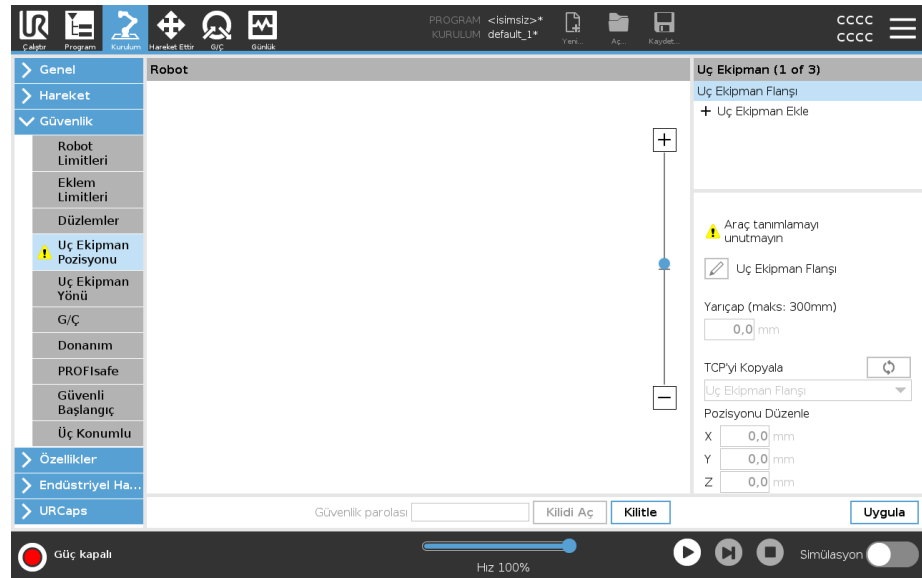 PROGRAM <isimsiz>*
KURULUM default_1*
Çalıştır
Program
Kurulum
Hareket Ettir
G/Ç
Günlük
Yeni...
Aç...
Kaydet...
cccc
cccc
Genel
Hareket
Güvenlik
Robot
Limitleri
Eklem
Limitleri
Düzlemler
Uç Ekipman
Pozisyonu
Uç Ekipman
Yönü
G/Ç
Donanım
PROFIsafe
Güvenli
Başlangıç
Üç Konumlu
Özellikler
Endüstriyel Ha...
URCaps
Robot
Uç Ekipman (1 of 3)
Uç Ekipman Flanşı
+ Uç Ekipman Ekle
Araç tanımlamayı
unutmayın
Uç Ekipman Flanşı
Yarıçap (maks: 300mm)
0,0 mm
TCP'yi Kopyala
Uç Ekipman Flanşı
Pozisyonu Düzenle
X 0,0 mm
Y 0,0 mm
Z 0,0 mm
Güvenlik parolası
Kilidi Aç
Kilitle
Uygula
Güç kapalı
Hız 100%
Simülasyon